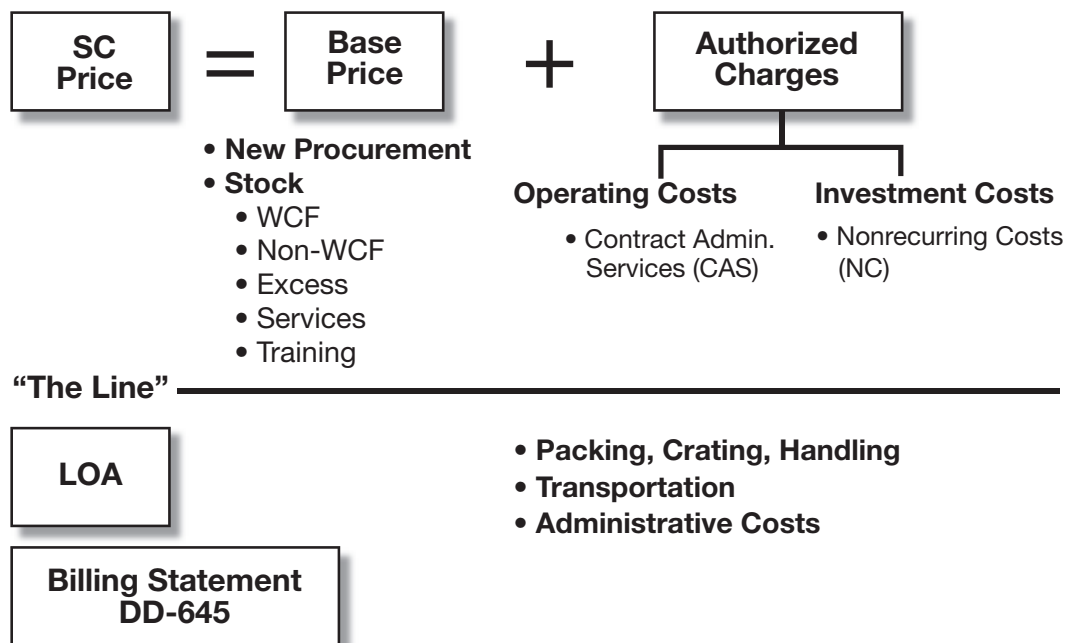 SC
Price
=
Base
Price
+
Authorized
Charges
• New Procurement
• Stock
• WCF
• Non-WCF
• Excess
• Services
• Training
Operating Costs
• Contract Admin.
Services (CAS)
Investment Costs
• Nonrecurring Costs
(NC)
“The Line”
LOA
• Packing, Crating, Handling
• Transportation
• Administrative Costs
Billing Statement
DD-645